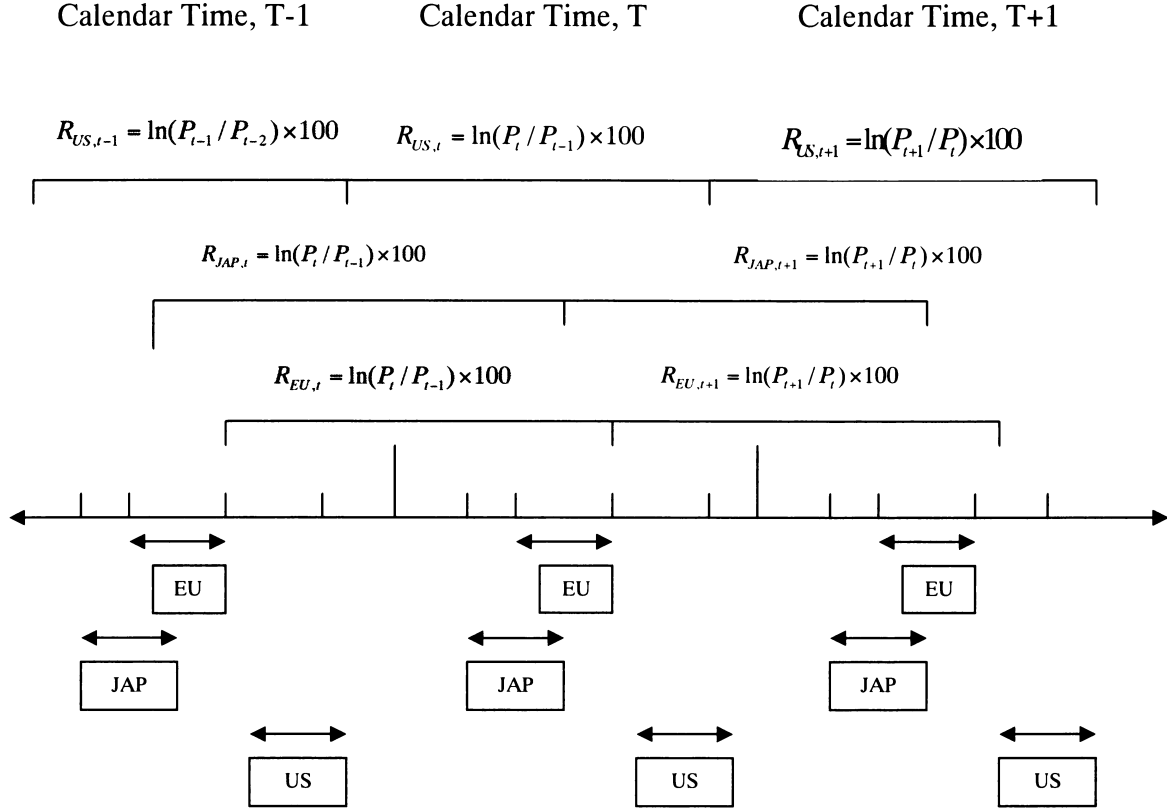 Calendar Time, T-1 Calendar Time, T Calendar Time, T+1
R_{US,t-1} = ln(P_{t-1} / P_{t-2}) × 100 R_{US,t} = ln(P_t / P_{t-1}) × 100 R_{US,t+1} = ln(P_{t+1} / P_t) × 100
R_{JAP,t} = ln(P_t / P_{t-1}) × 100 R_{JAP,t+1} = ln(P_{t+1} / P_t) × 100
R_{EU,t} = ln(P_t / P_{t-1}) × 100 R_{EU,t+1} = ln(P_{t+1} / P_t) × 100
EU EU EU
JAP JAP JAP
US US US